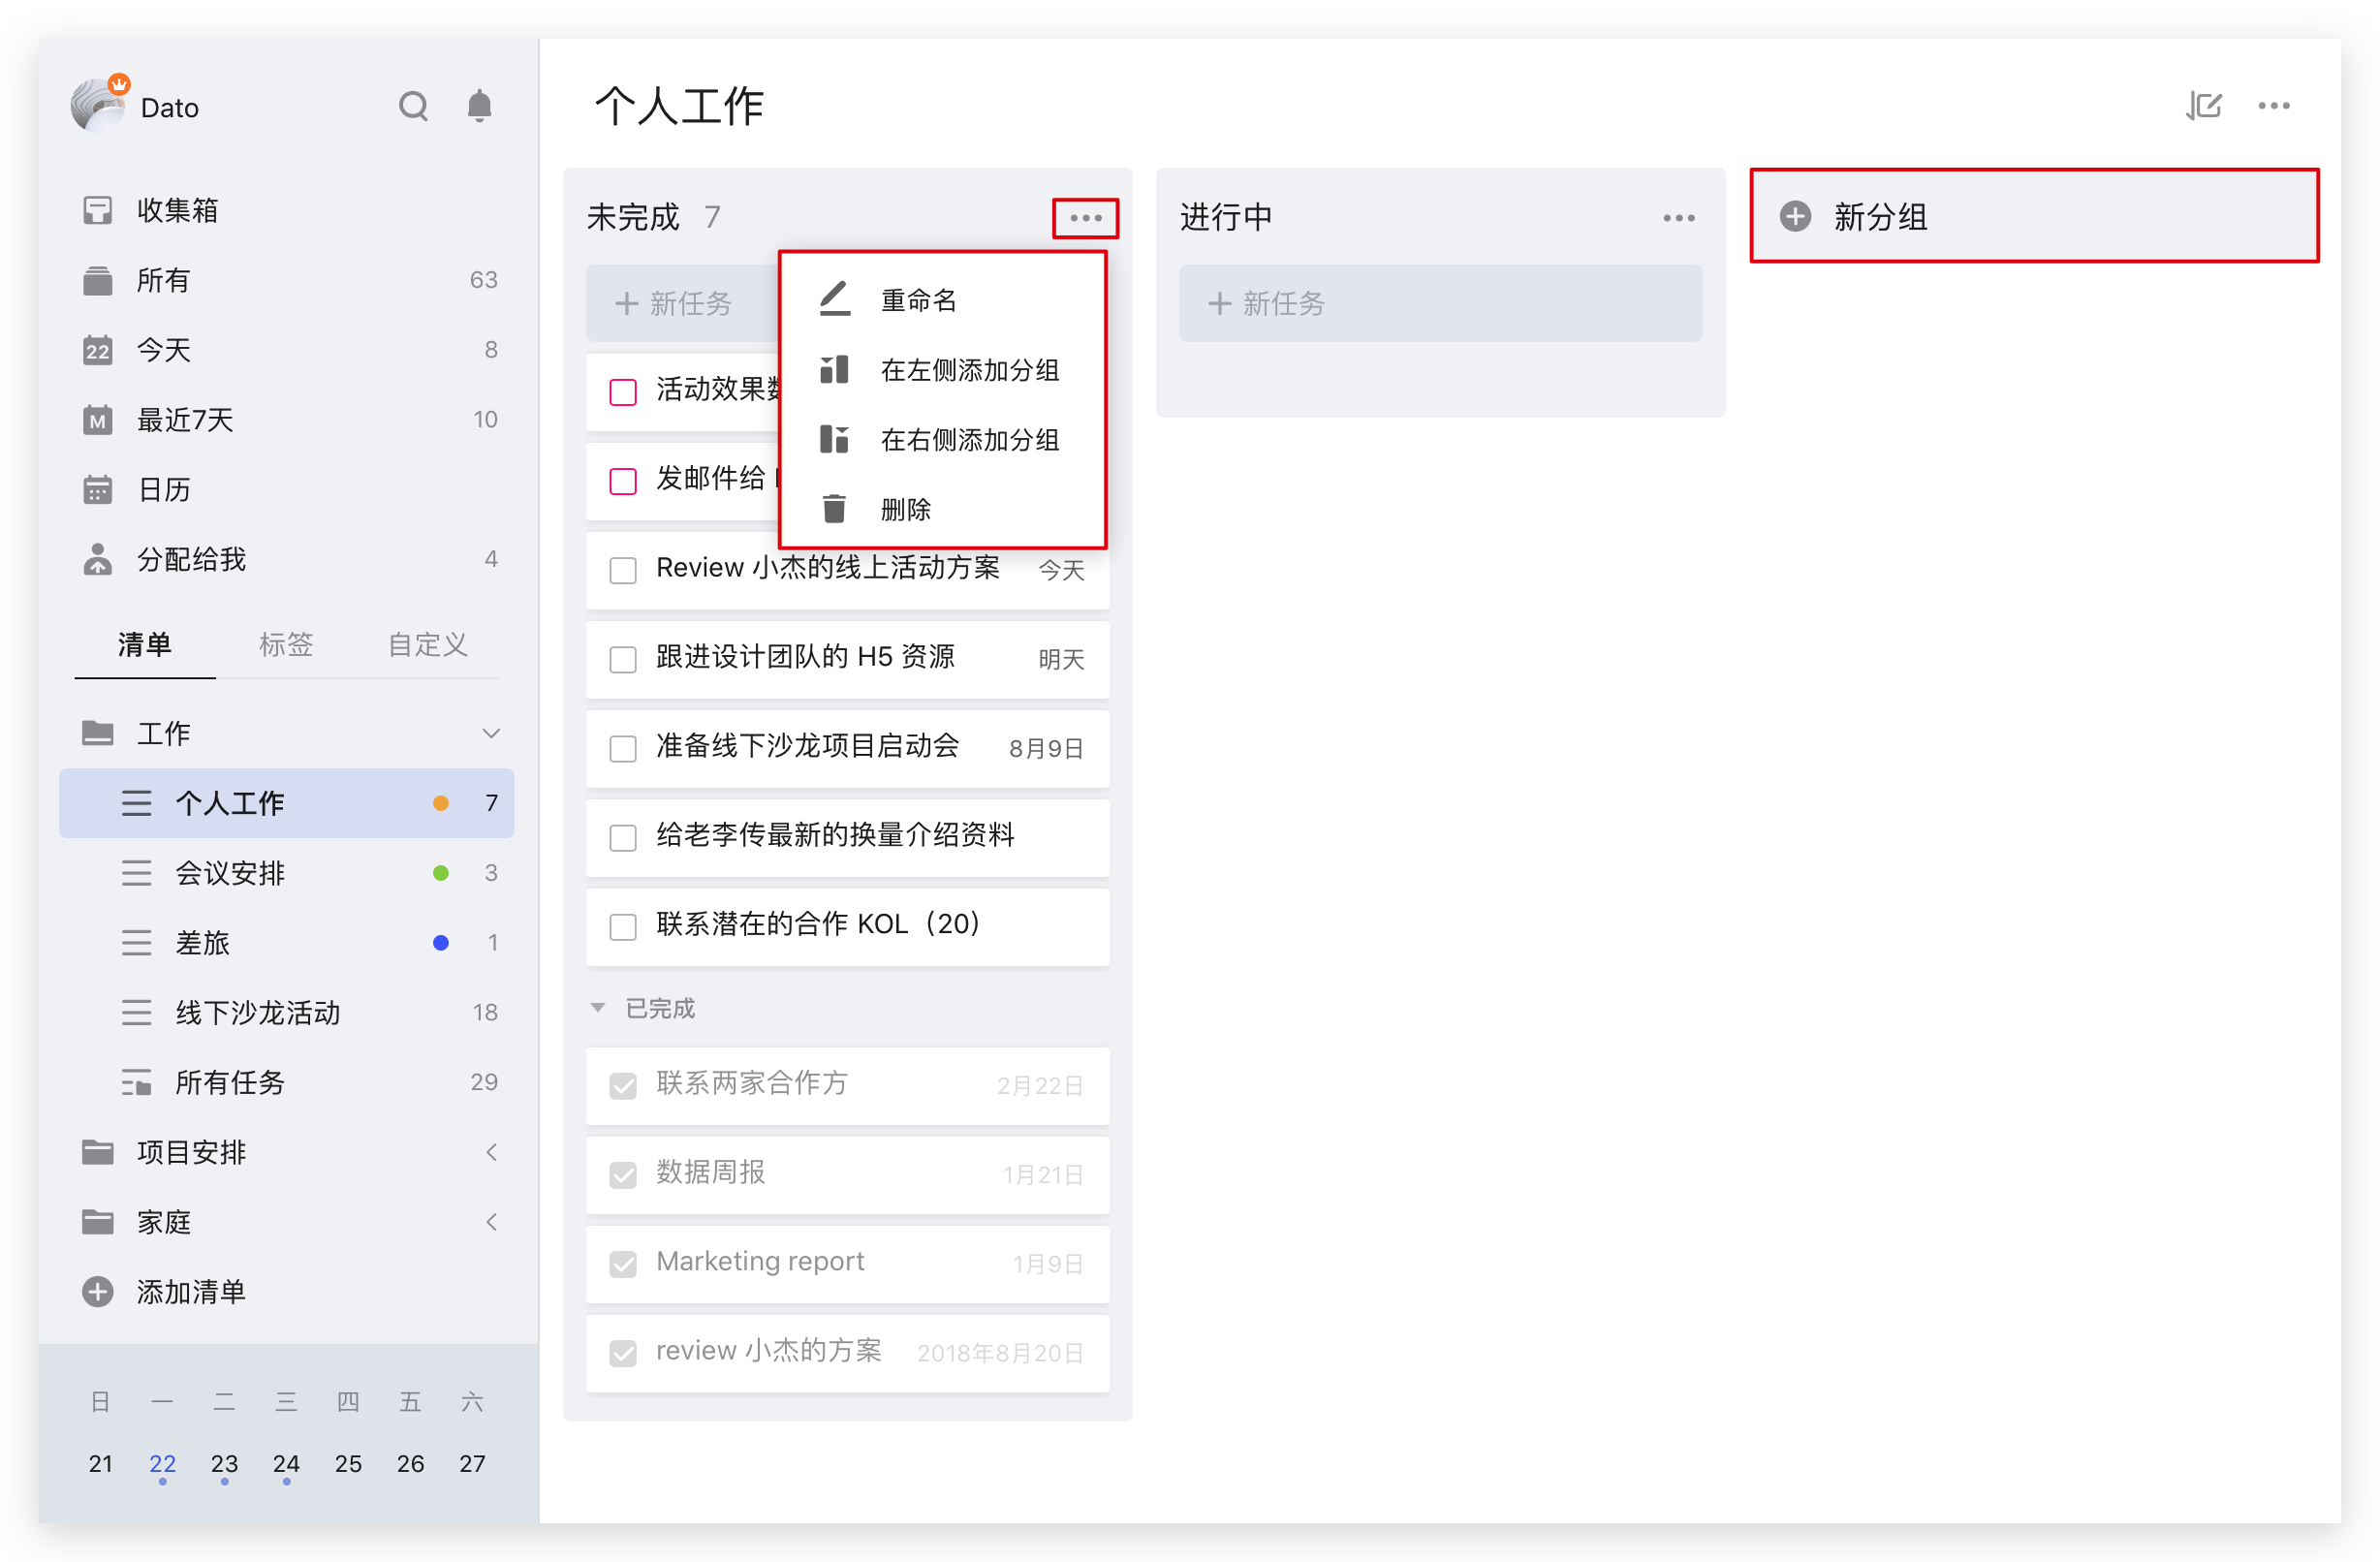 Dato
收集箱
所有 63
22 今天 8
M 最近7天 10
日历
分配给我 4
清单 标签 自定义
工作
个人工作 7
会议安排 3
差旅 1
线下沙龙活动 18
所有任务 29
项目安排
家庭
添加清单
日 一 二 三 四 五 六
21 22 23 24 25 26 27
个人工作
未完成 7
新任务
重命名
在左侧添加分组
在右侧添加分组
删除
活动效果
发邮件给
Review 小杰的线上活动方案 今天
跟进设计团队的 H5 资源 明天
准备线下沙龙项目启动会 8月9日
给老李传最新的换量介绍资料
联系潜在的合作 KOL（20）
已完成
联系两家合作方 2月22日
数据周报 1月21日
Marketing report 1月9日
review 小杰的方案 2018年8月20日
进行中
新任务
新分组